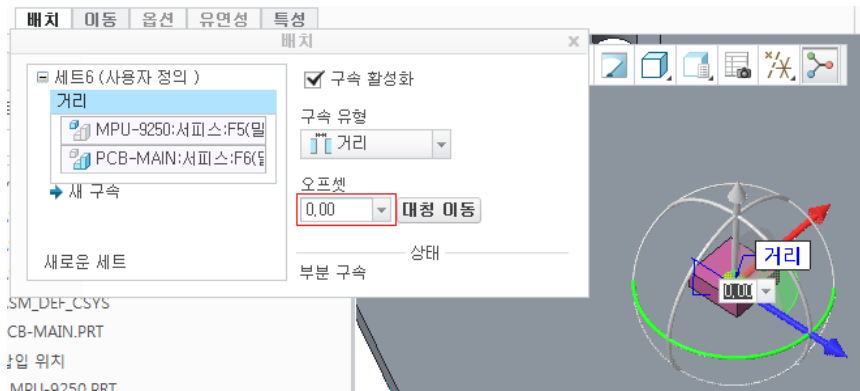 배치 이동 옵션 유연성 특성
배치
세트6 (사용자 정의 )
거리
MPU-9250:서피스:F5(밀
PCB-MAIN:서피스:F6(
새 구속
새로운 세트
구속 활성화
구속 유형
거리
오프셋
0,00 대칭 이동
상태
부분 구속
SM_DEF_CSYS
CB-MAIN.PRT
위치
MPU-9250.PRT
거리
0,00